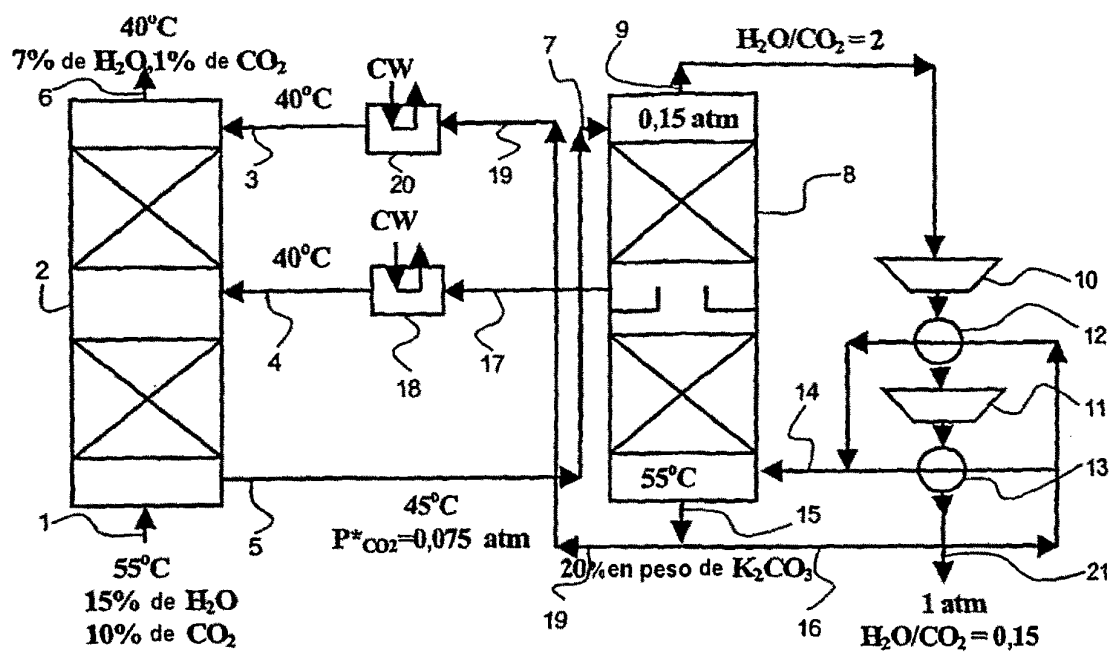 40°C
7% de H₂O,1% de CO₂
6
CW
40°C
3
20
19
7
9
H₂O/CO₂ = 2
0,15 atm
8
2
CW
40°C
4
18
17
10
12
11
14
13
1
5
45°C
P*CO2=0,075 atm
55°C
15
55°C
15% de H₂O
10% de CO₂
20% en peso de K₂CO₃
19
16
21
1 atm
H₂O/CO₂ = 0,15